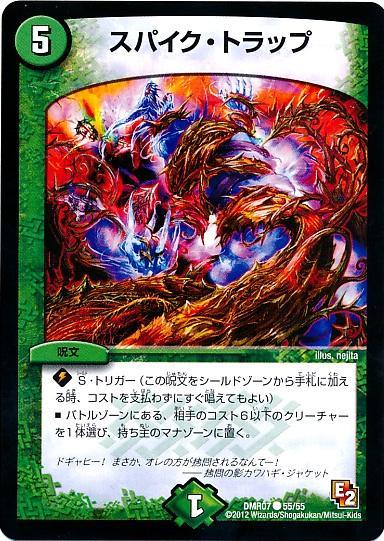 5
スパイク・トラップ
illus. nejita
呪文
S・トリガー (この呪文をシールドゾーンから手札に加え
る時、コストを支払わずにすぐ唱えてもよい)
■ バトルゾーンにある、相手のコスト6以下のクリーチャー
を1体選び、持ち主のマナゾーンに置く。
ドギャヒー! まさか、オレの方が拷問されるなんてー!
——拷問の影カワハギ・ジャケット
1
DMR07 ● 55/55
©2012 Wizards/Shogakukan/Mitsui-Kids
E2